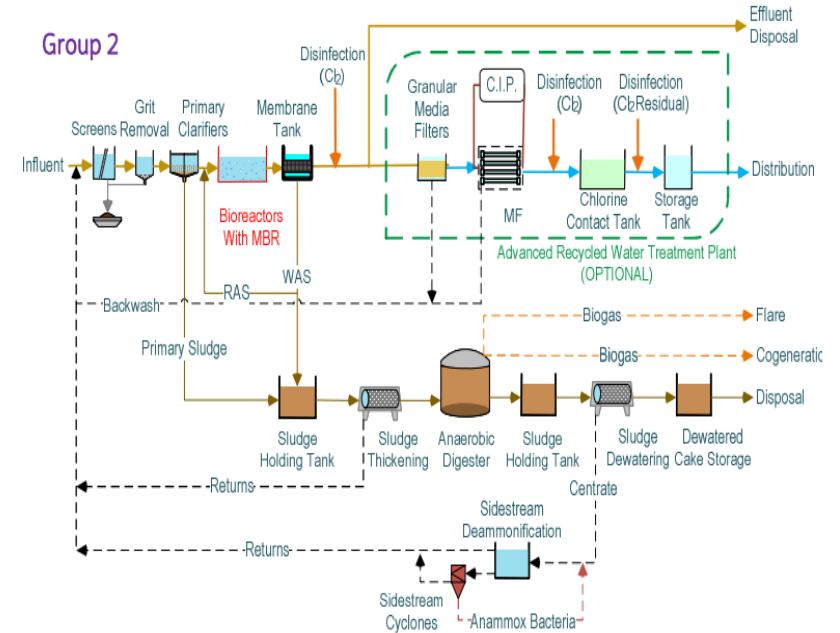 Group 2
Effluent
Disposal
Disinfection
(Cl2)
Granular
Media
Filters
C.I.P.
Disinfection
(Cl2)
Disinfection
(Cl2Residual)
Screens
Grit
Removal
Primary
Clarifiers
Membrane
Tank
Influent
Distribution
Bioreactors
With MBR
MF
Chlorine
Contact Tank
Storage
Tank
Advanced Recycled Water Treatment Plant
(OPTIONAL)
WAS
RAS
Backwash
Primary Sludge
Biogas
Flare
Biogas
Cogeneratic
Disposal
Sludge
Holding Tank
Sludge
Thickening
Anaerobic
Digester
Sludge
Holding Tank
Sludge
Dewatering
Dewatered
Cake Storage
Centrate
Returns
Sidestream
Deammonification
Returns
Sidestream
Cyclones
Anammox Bacteria